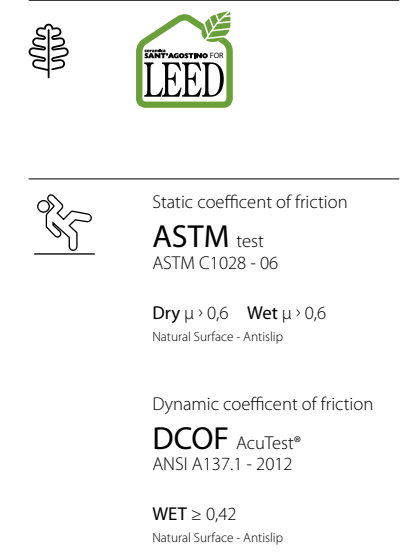 ceramica
SANT'AGOSTINO FOR
LEED
Static coefficent of friction
ASTM test
ASTM C1028 - 06
Dry µ › 0,6 Wet µ › 0,6
Natural Surface - Antislip
Dynamic coefficent of friction
DCOF AcuTest®
ANSI A137.1 - 2012
WET ≥ 0,42
Natural Surface - Antislip